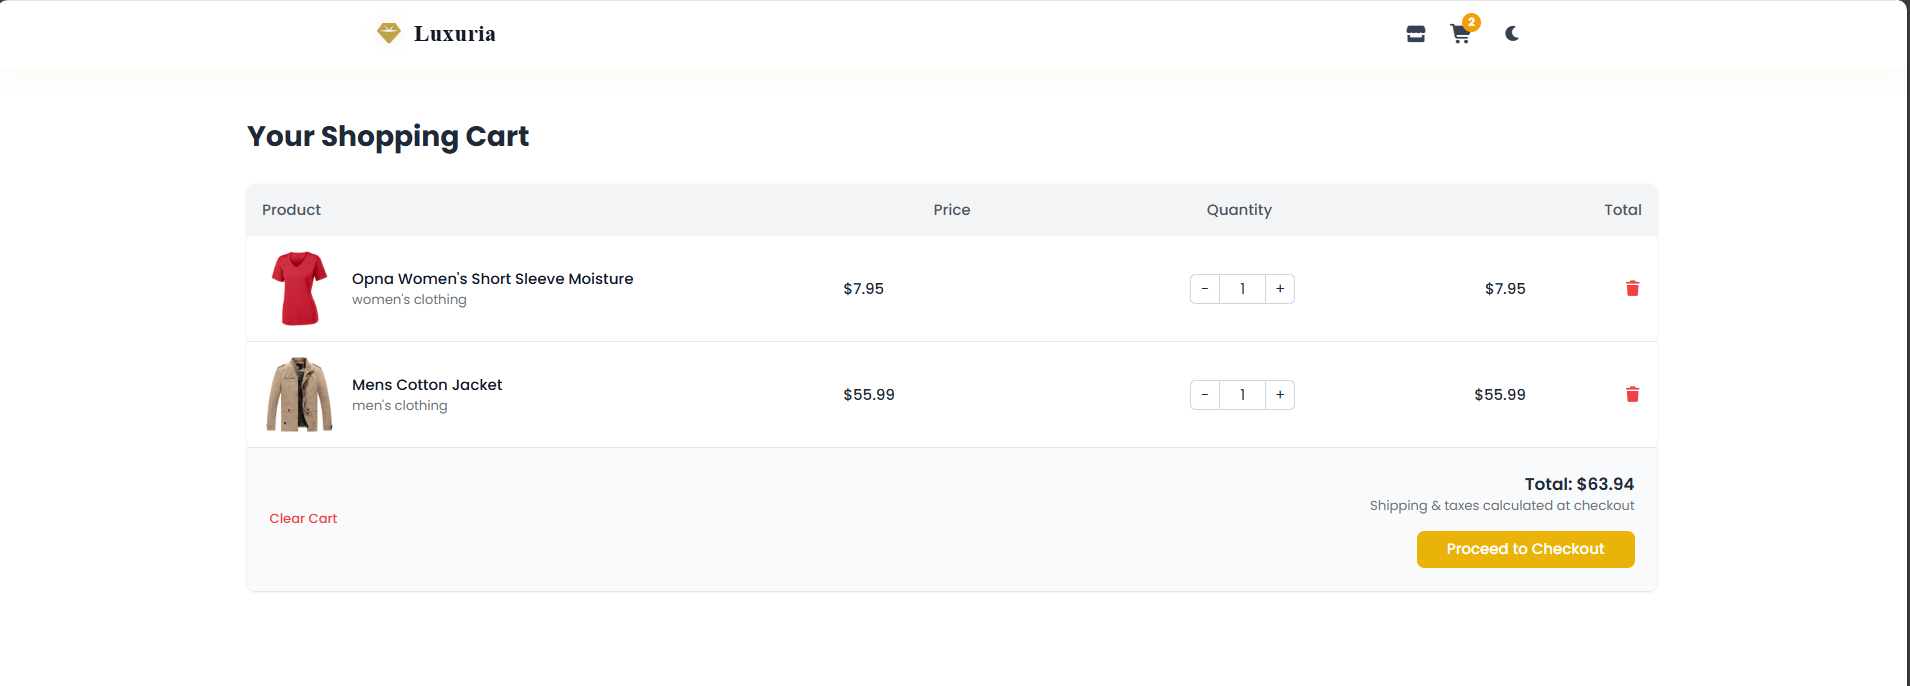 Luxuria
2
Your Shopping Cart
Product Price Quantity Total
Opna Women's Short Sleeve Moisture
women's clothing
$7.95 - 1 + $7.95
Mens Cotton Jacket
men's clothing
$55.99 - 1 + $55.99
Total: $63.94
Shipping & taxes calculated at checkout
Clear Cart
Proceed to Checkout